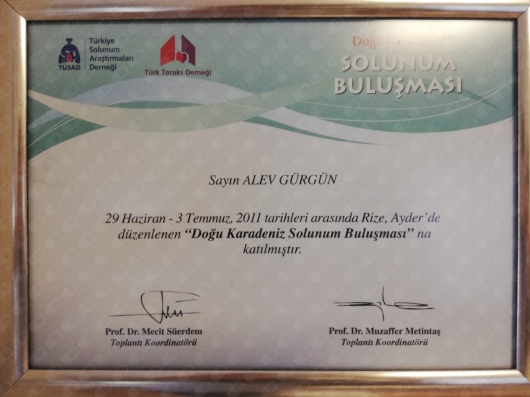 TUSAD
Türkiye
Solunum
Araştırmaları
Derneği
Türk Toraks Derneği
Doğu
SOLUNUM
BULUŞMASI
Sayın ALEV GÜRGÜN
29 Haziran - 3 Temmuz, 2011 tarihleri arasında Rize, Ayder'de
düzenlenen “Doğu Karadeniz Solunum Buluşması” na
katılmıştır.
Prof. Dr. Mecit Süerdem
Toplantı Koordinatörü
Prof. Dr. Muzaffer Metintaş
Toplantı Koordinatörü